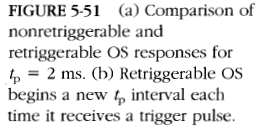 FIGURE 5-51 (a) Comparison of
nonretriggerable and
retriggerable OS responses for
tp = 2 ms. (b) Retriggerable OS
begins a new tp interval each
time it receives a trigger pulse.